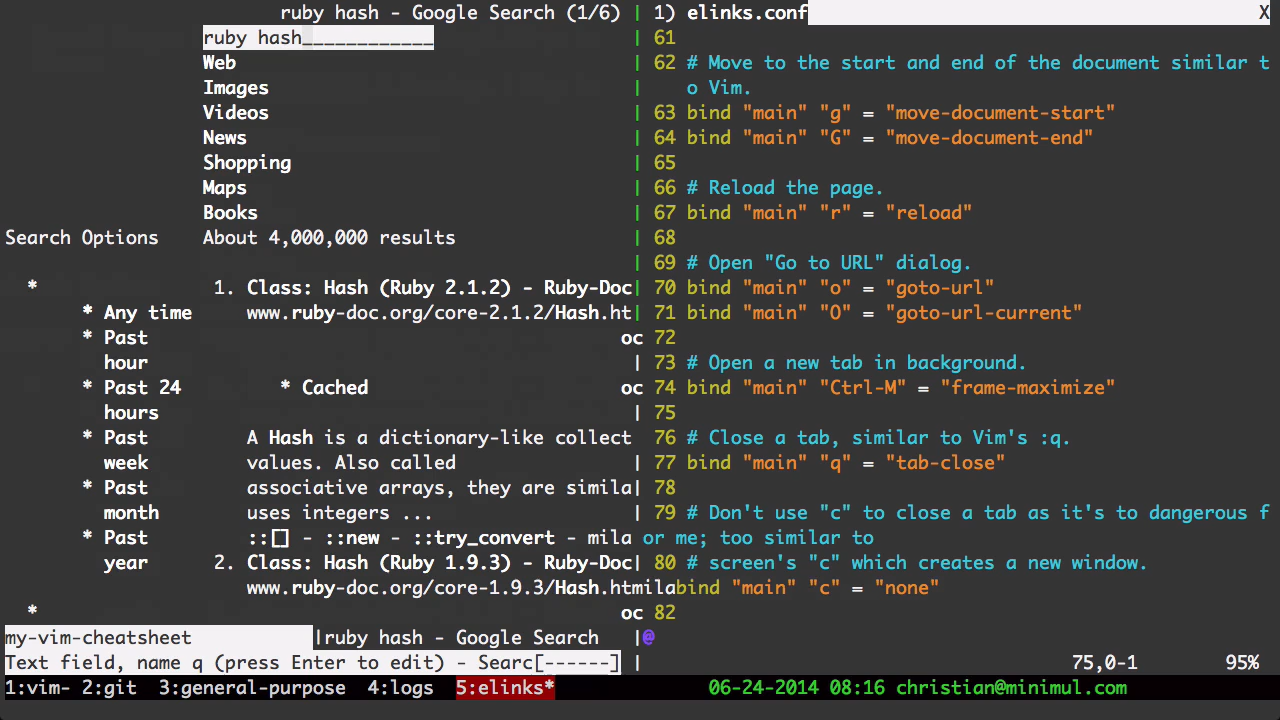 ruby hash - Google Search (1/6)
ruby hash____________
Web
Images
Videos
News
Shopping
Maps
Books
Search Options About 4,000,000 results
* 1. Class: Hash (Ruby 2.1.2) - Ruby-Doc
* Any time www.ruby-doc.org/core-2.1.2/Hash.ht
* Past oc
hour
* Past 24 * Cached oc
hours
* Past A Hash is a dictionary-like collect
week values. Also called
* Past associative arrays, they are simila
month uses integers ...
* Past ::[] - ::new - ::try_convert - mila
year 2. Class: Hash (Ruby 1.9.3) - Ruby-Doc
www.ruby-doc.org/core-1.9.3/Hash.htmila
* oc
my-vim-cheatsheet |ruby hash - Google Search
Text field, name q (press Enter to edit) - Searc[------]
1) elinks.conf X
61
62 # Move to the start and end of the document similar t
o Vim.
63 bind "main" "g" = "move-document-start"
64 bind "main" "G" = "move-document-end"
65
66 # Reload the page.
67 bind "main" "r" = "reload"
68
69 # Open "Go to URL" dialog.
70 bind "main" "o" = "goto-url"
71 bind "main" "O" = "goto-url-current"
72
73 # Open a new tab in background.
74 bind "main" "Ctrl-M" = "frame-maximize"
75
76 # Close a tab, similar to Vim's :q.
77 bind "main" "q" = "tab-close"
78
79 # Don't use "c" to close a tab as it's to dangerous f
or me; too similar to
80 # screen's "c" which creates a new window.
bind "main" "c" = "none"
82
@
75,0-1 95%
1:vim- 2:git 3:general-purpose 4:logs 5:elinks* 06-24-2014 08:16 christian@minimul.com